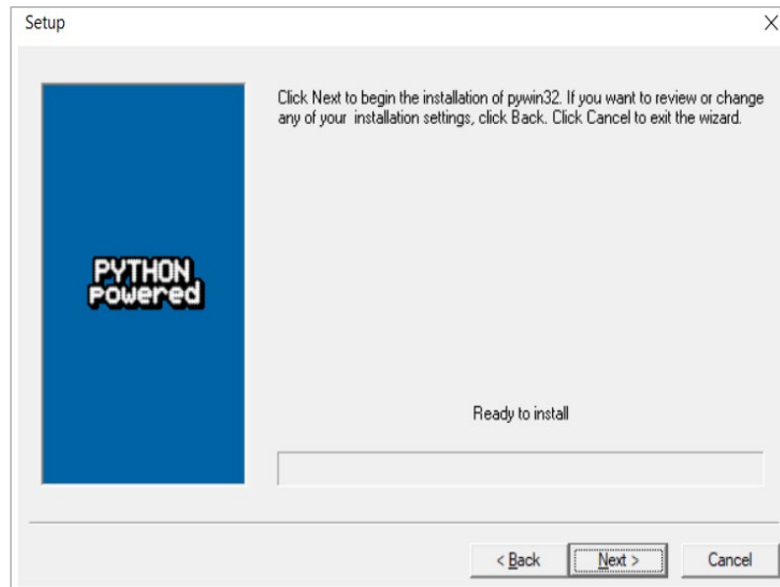 Setup
Click Next to begin the installation of pywin32. If you want to review or change
any of your installation settings, click Back. Click Cancel to exit the wizard.
PYTHON
powered
Ready to install
< Back
Next >
Cancel